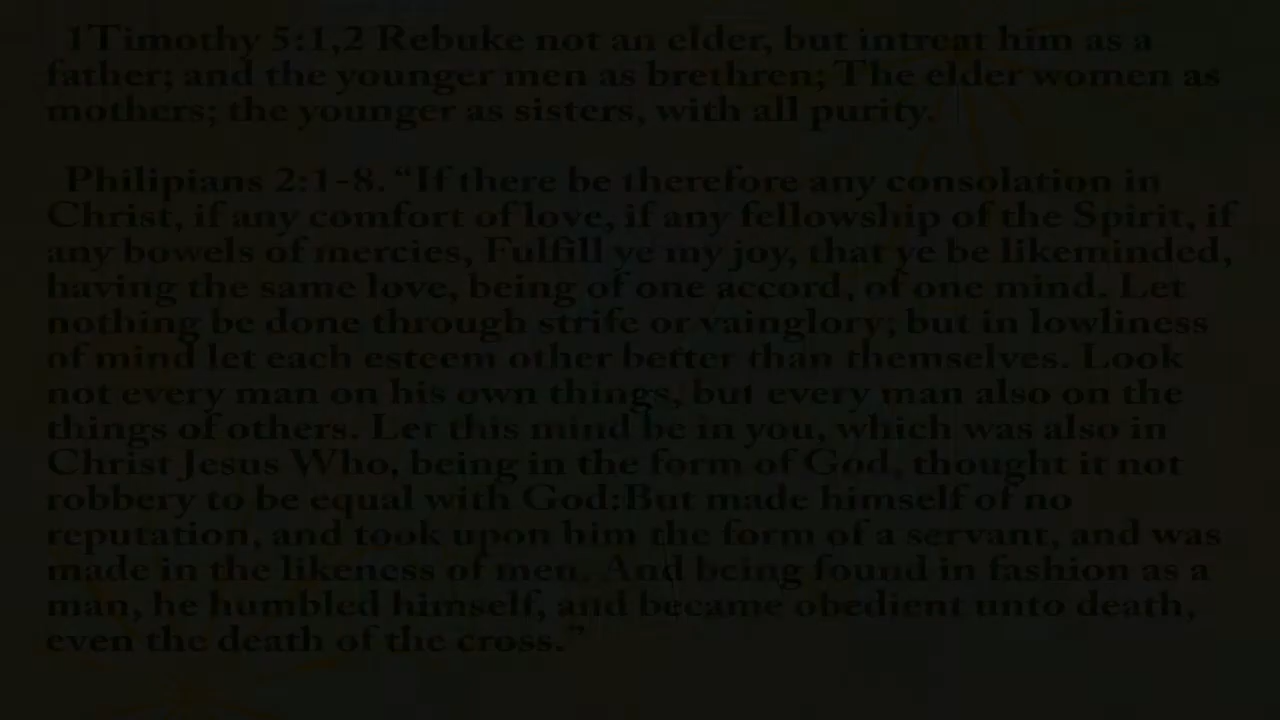 1Timothy 5:1,2 Rebuke not an elder, but intreat him as a
father; and the younger men as brethren; The elder women as
mothers; the younger as sisters, with all purity.
Philipians 2:1-8. “If there be therefore any consolation in
Christ, if any comfort of love, if any fellowship of the Spirit, if
any bowels of mercies, Fulfill ye my joy, that ye be likeminded,
having the same love, being of one accord, of one mind. Let
nothing be done through strife or vainglory; but in lowliness
of mind let each esteem other better than themselves. Look
not every man on his own things, but every man also on the
things of others. Let this mind be in you, which was also in
Christ Jesus Who, being in the form of God, thought it not
robbery to be equal with God:But made himself of no
reputation, and took upon him the form of a servant, and was
made in the likeness of men. And being found in fashion as a
man, he humbled himself, and became obedient unto death,
even the death of the cross.”